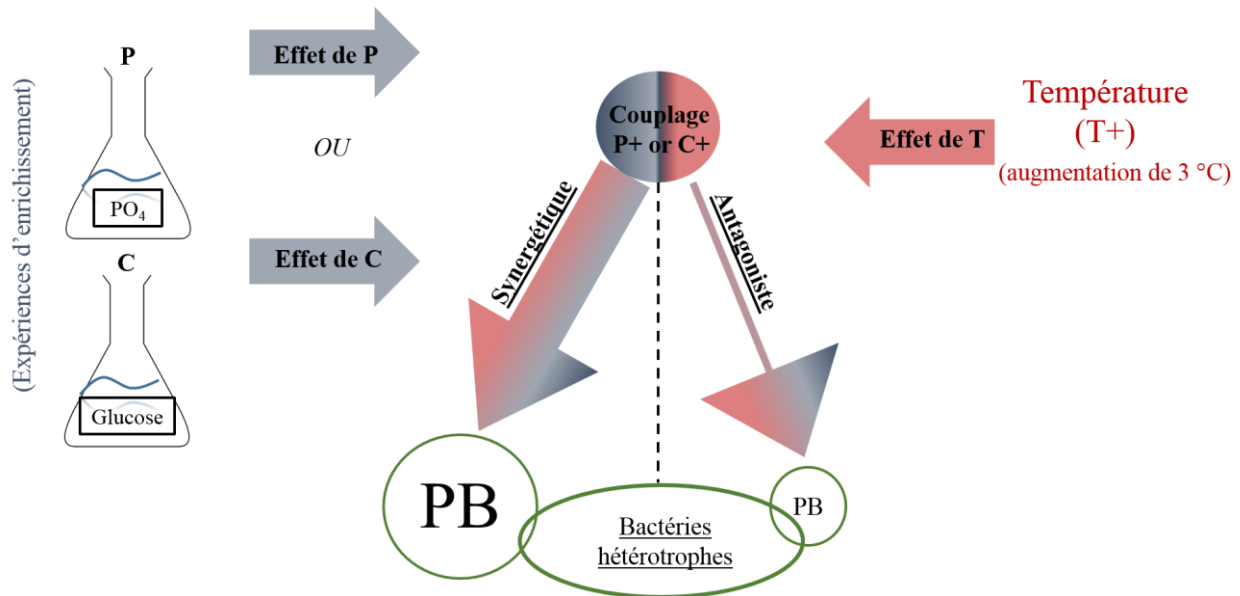 (Expériences d'enrichissement)
P
PO4
C
Glucose
Effet de P
OU
Effet de C
Couplage
P+ or C+
Effet de T
Température
(T+)
(augmentation de 3 °C)
Synergétique
Antagoniste
PB
Bactéries
hétérotrophes
PB